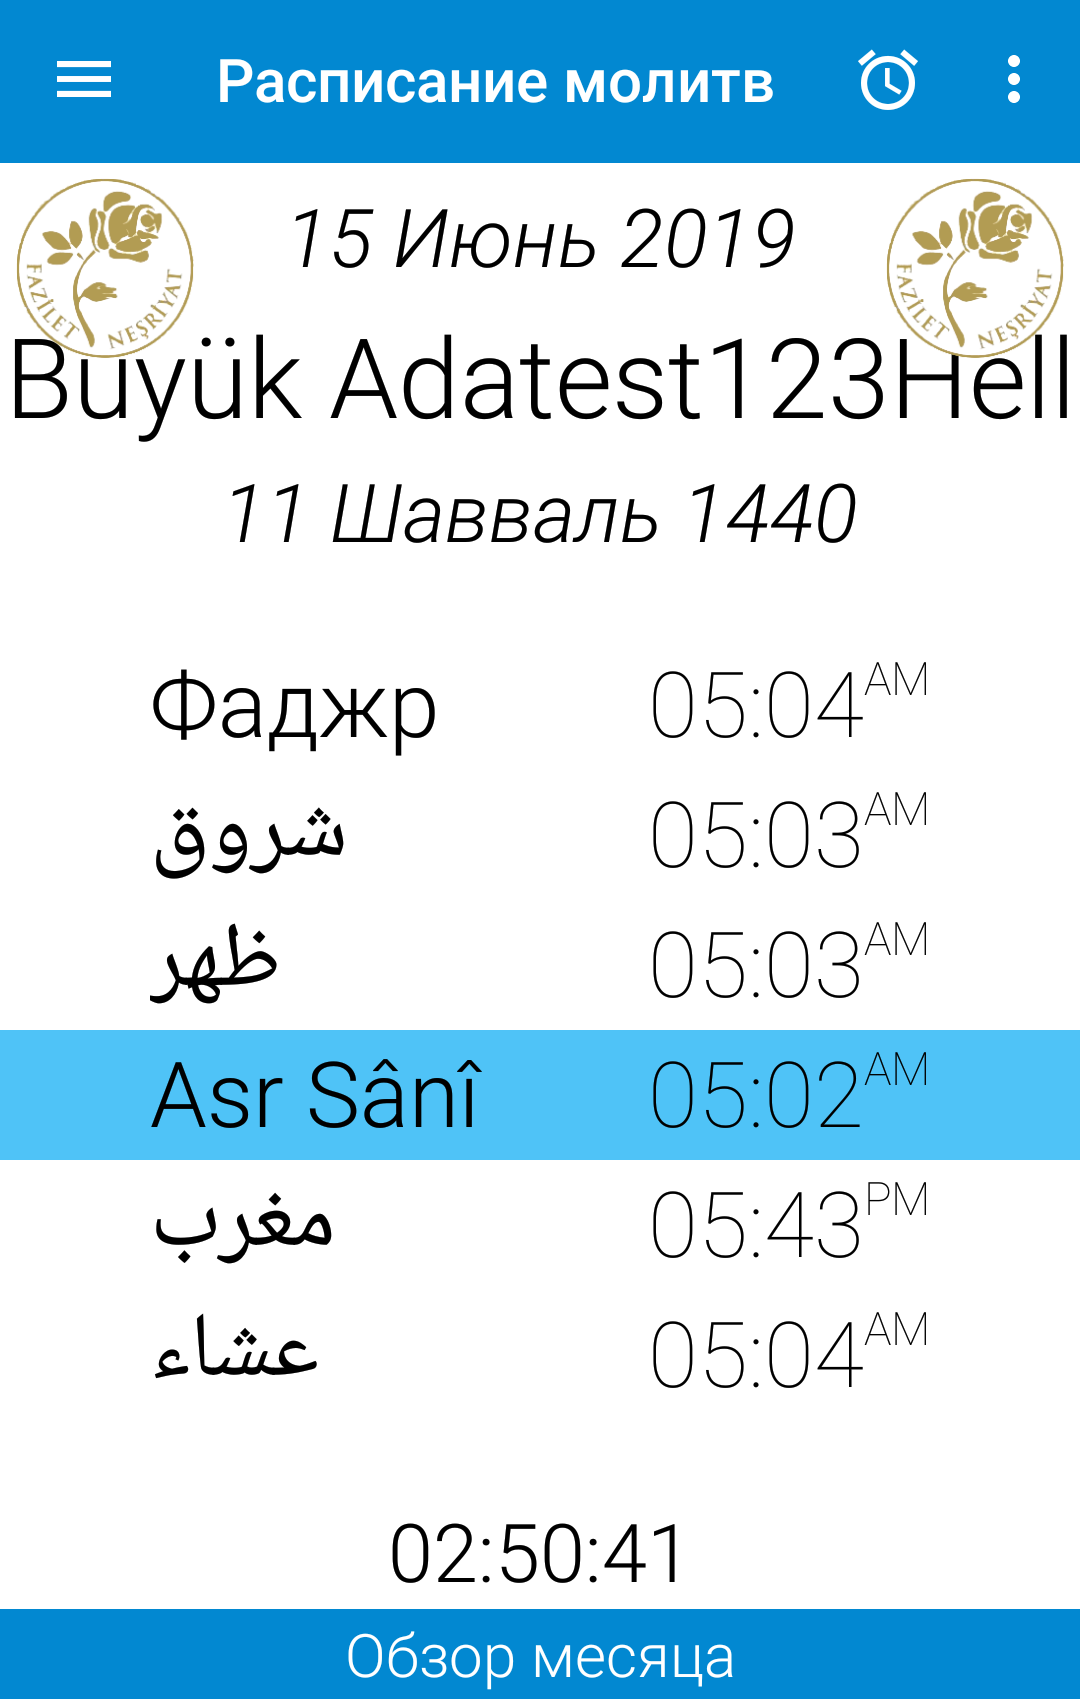 Расписание молитв
FAZİLET NEŞRİYAT
FAZİLET NEŞRİYAT
15 Июнь 2019
Büyük Adatest123Hell
11 Шавваль 1440
Фаджр 05:04 AM
شروق 05:03 AM
ظهر 05:03 AM
Asr Sânî 05:02 AM
مغرب 05:43 PM
عشاء 05:04 AM
02:50:41
Обзор месяца